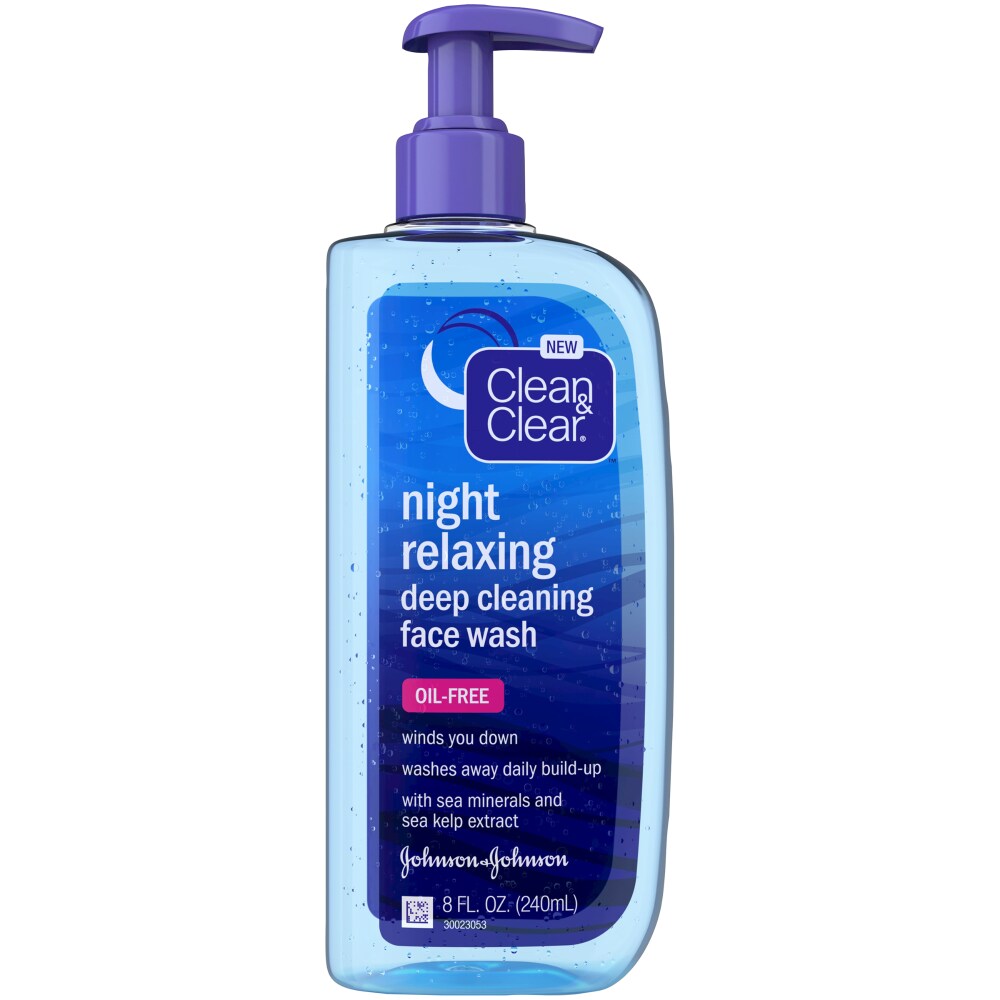 NEW
Clean
&
Clear®
™
night
relaxing
deep cleaning
face wash
OIL-FREE
winds you down
washes away daily build-up
with sea minerals and
sea kelp extract
Johnson & Johnson
8 FL. OZ. (240mL)
30023053